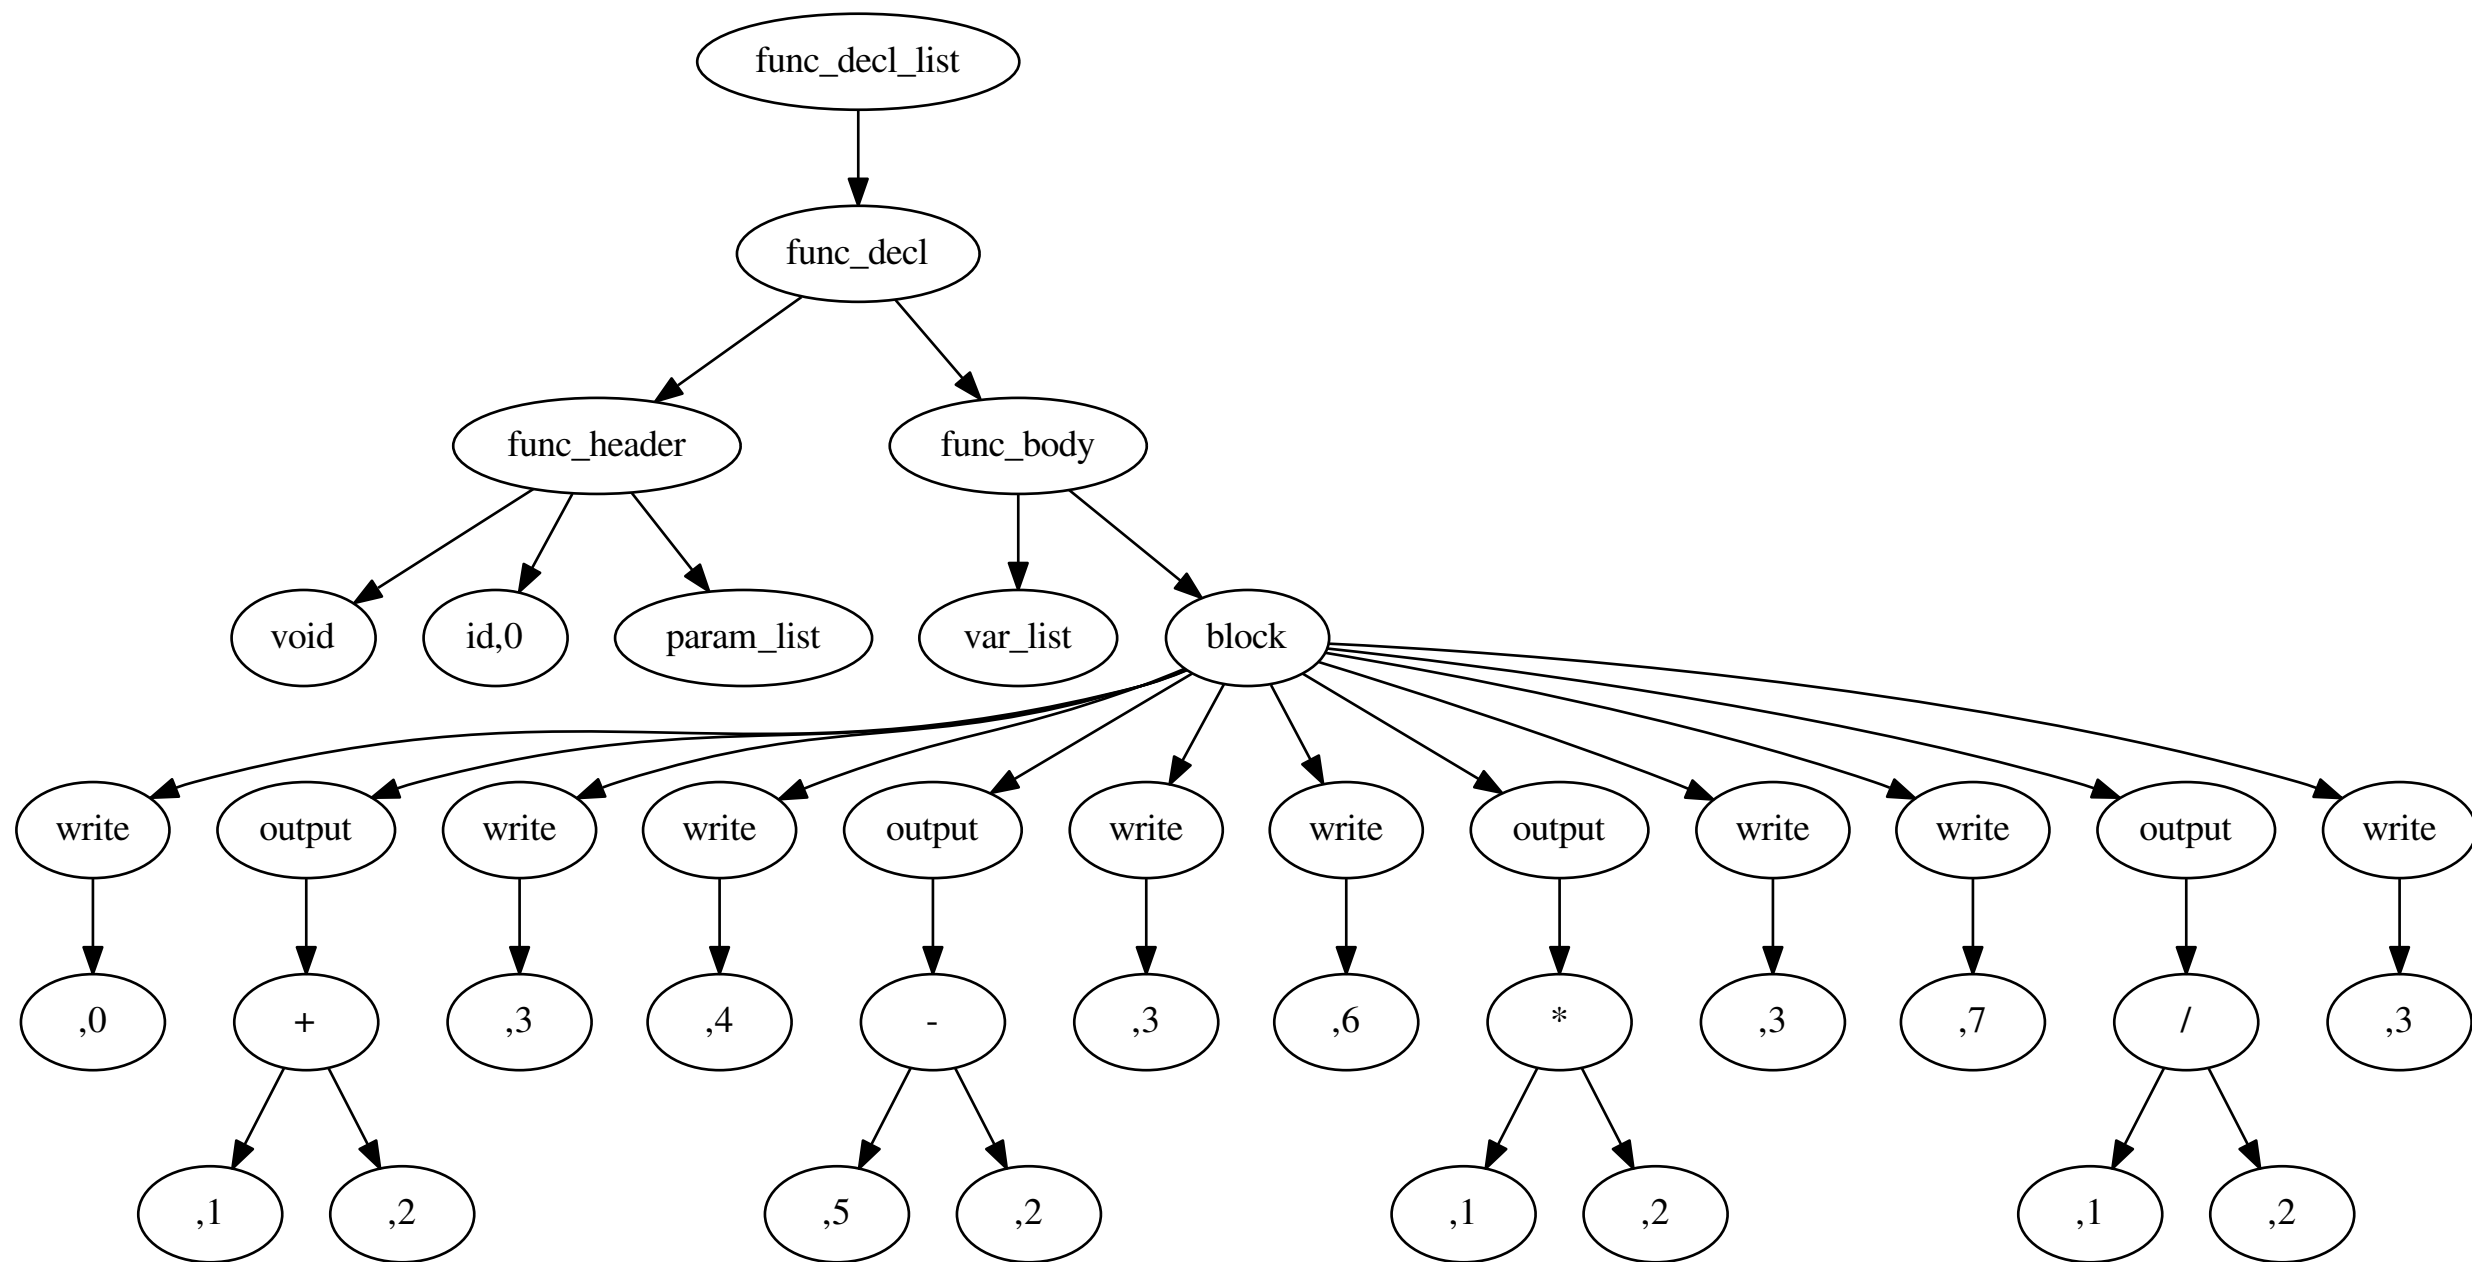 func_decl_list
func_decl
func_header
func_body
void
id,0
param_list
var_list
block
write
output
write
write
output
write
write
output
write
write
output
write
,0
+
,3
,4
-
,3
,6
*
,3
,7
/
,3
,1
,2
,5
,2
,1
,2
,1
,2